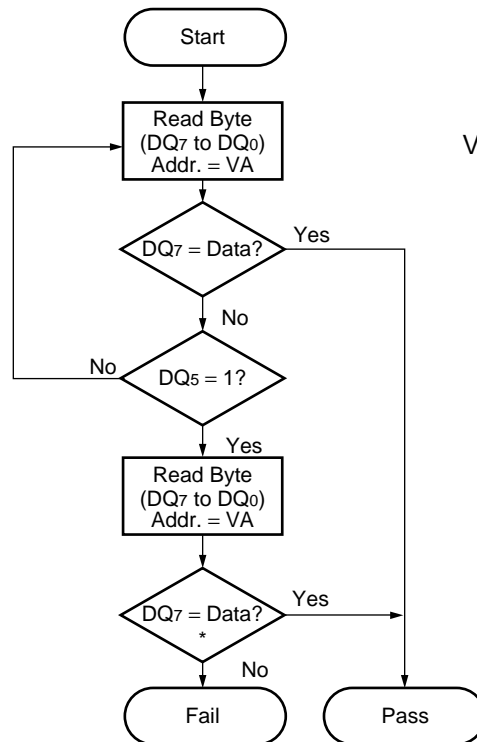 Start
Read Byte
(DQ7 to DQ0)
Addr. = VA
V
DQ7 = Data?
Yes
No
No
DQ5 = 1?
Yes
Read Byte
(DQ7 to DQ0)
Addr. = VA
DQ7 = Data?
*
Yes
No
Fail
Pass